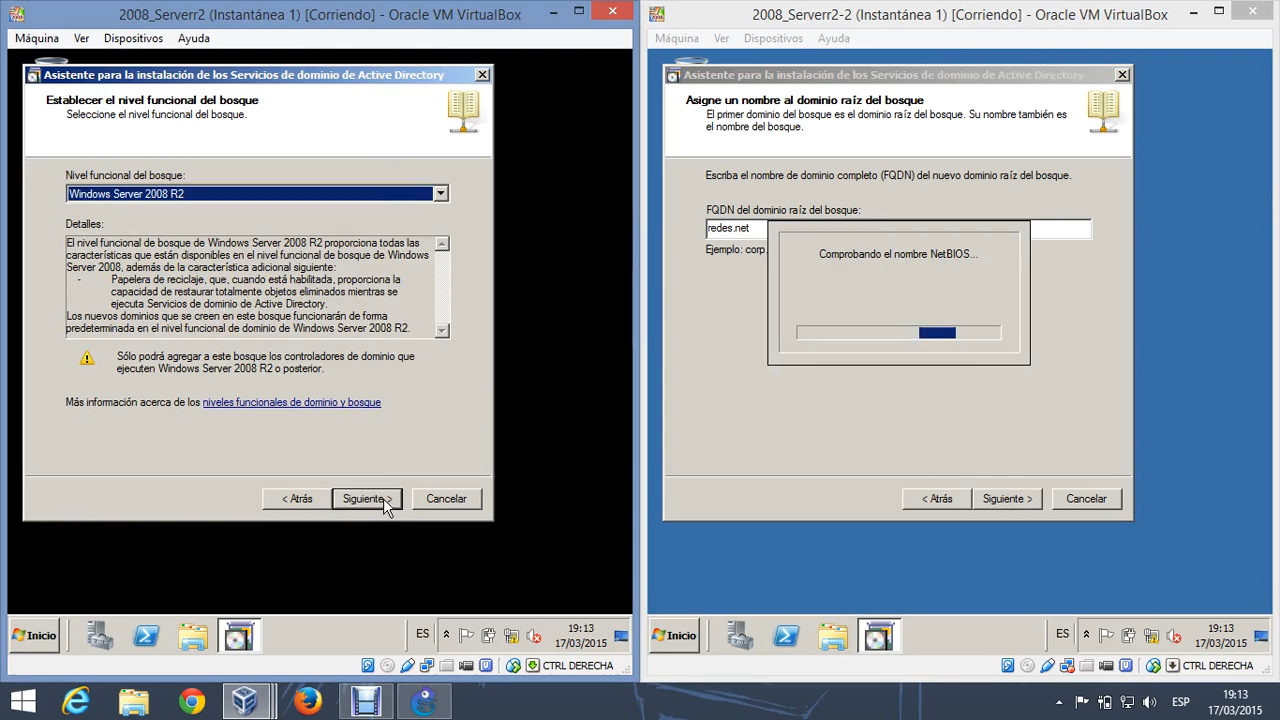 2008_Serverr2 (Instantánea 1) [Corriendo] - Oracle VM VirtualBox
Máquina Ver Dispositivos Ayuda
Asistente para la instalación de los Servicios de dominio de Active Directory
Establecer el nivel funcional del bosque
Seleccione el nivel funcional del bosque.
Nivel funcional del bosque:
Windows Server 2008 R2
Detalles:
El nivel funcional de bosque de Windows Server 2008 R2 proporciona todas las
características que están disponibles en el nivel funcional de bosque de Windows
Server 2008, además de la característica adicional siguiente:
- Papelera de reciclaje, que, cuando está habilitada, proporciona la
capacidad de restaurar totalmente objetos eliminados mientras se
ejecuta Servicios de dominio de Active Directory.
Los nuevos dominios que se creen en este bosque funcionarán de forma
predeterminada en el nivel funcional de dominio de Windows Server 2008 R2.
Sólo podrá agregar a este bosque los controladores de dominio que
ejecuten Windows Server 2008 R2 o posterior.
Más información acerca de los niveles funcionales de dominio y bosque
< Atrás Siguiente > Cancelar
Inicio
ES
19:13
17/03/2015
CTRL DERECHA
2008_Serverr2-2 (Instantánea 1) [Corriendo] - Oracle VM VirtualBox
Máquina Ver Dispositivos Ayuda
Asistente para la instalación de los Servicios de dominio de Active Directory
Asigne un nombre al dominio raíz del bosque
El primer dominio del bosque es el dominio raíz del bosque. Su nombre también es
el nombre del bosque.
Escriba el nombre de dominio completo (FQDN) del nuevo dominio raíz del bosque.
FQDN del dominio raíz del bosque:
redes.net
Ejemplo: corp.
Comprobando el nombre NetBIOS...
< Atrás Siguiente > Cancelar
Inicio
ES
19:13
17/03/2015
CTRL DERECHA
ESP
19:13
17/03/2015